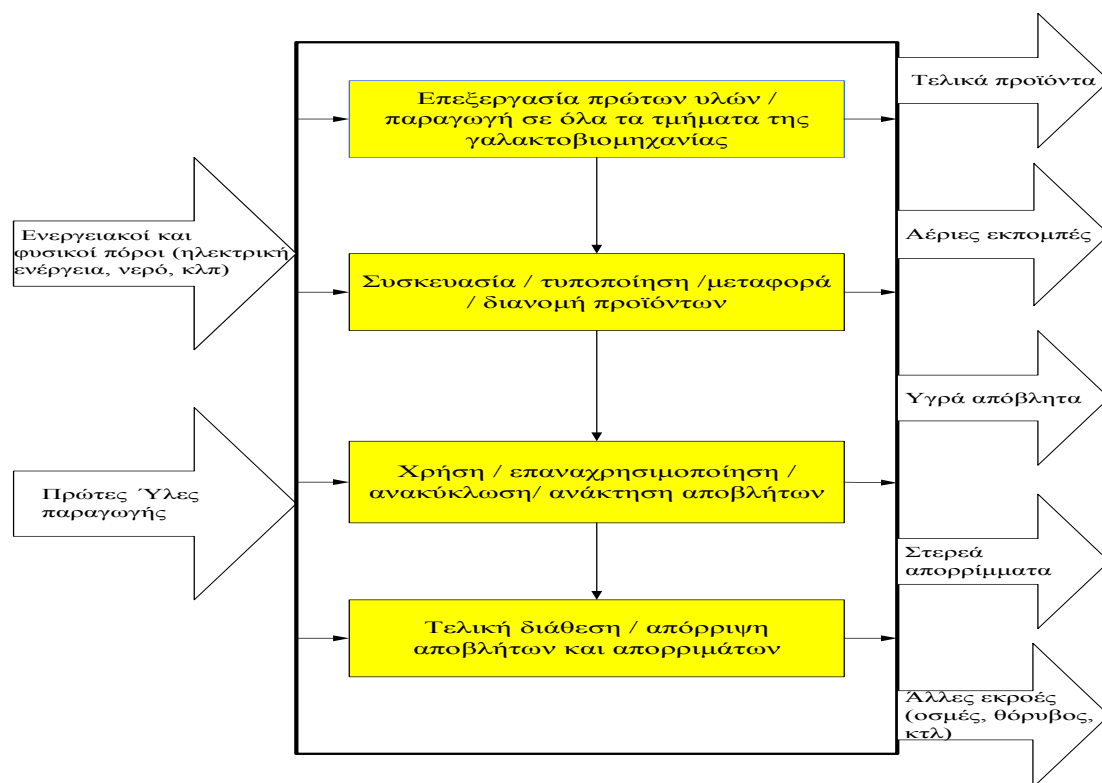 Ενεργειακοί και
φυσικοί πόροι (ηλεκτρική
ενέργεια, νερό, κλπ)
Πρώτες Ύλες
παραγωγής
Επεξεργασία πρώτων υλών /
παραγωγή σε όλα τα τμήματα της
γαλακτοβιομηχανίας
Συσκευασία / τυποποίηση /μεταφορά
/ διανομή προϊόντων
Χρήση / επαναχρησιμοποίηση /
ανακύκλωση/ ανάκτηση αποβλήτων
Τελική διάθεση / απόρριψη
αποβλήτων και απορριμάτων
Τελικά προϊόντα
Αέριες εκπομπές
Υγρά απόβλητα
Στερεά
απορρίμματα
Άλλες εκροές
(οσμές, θόρυβος,
κτλ)